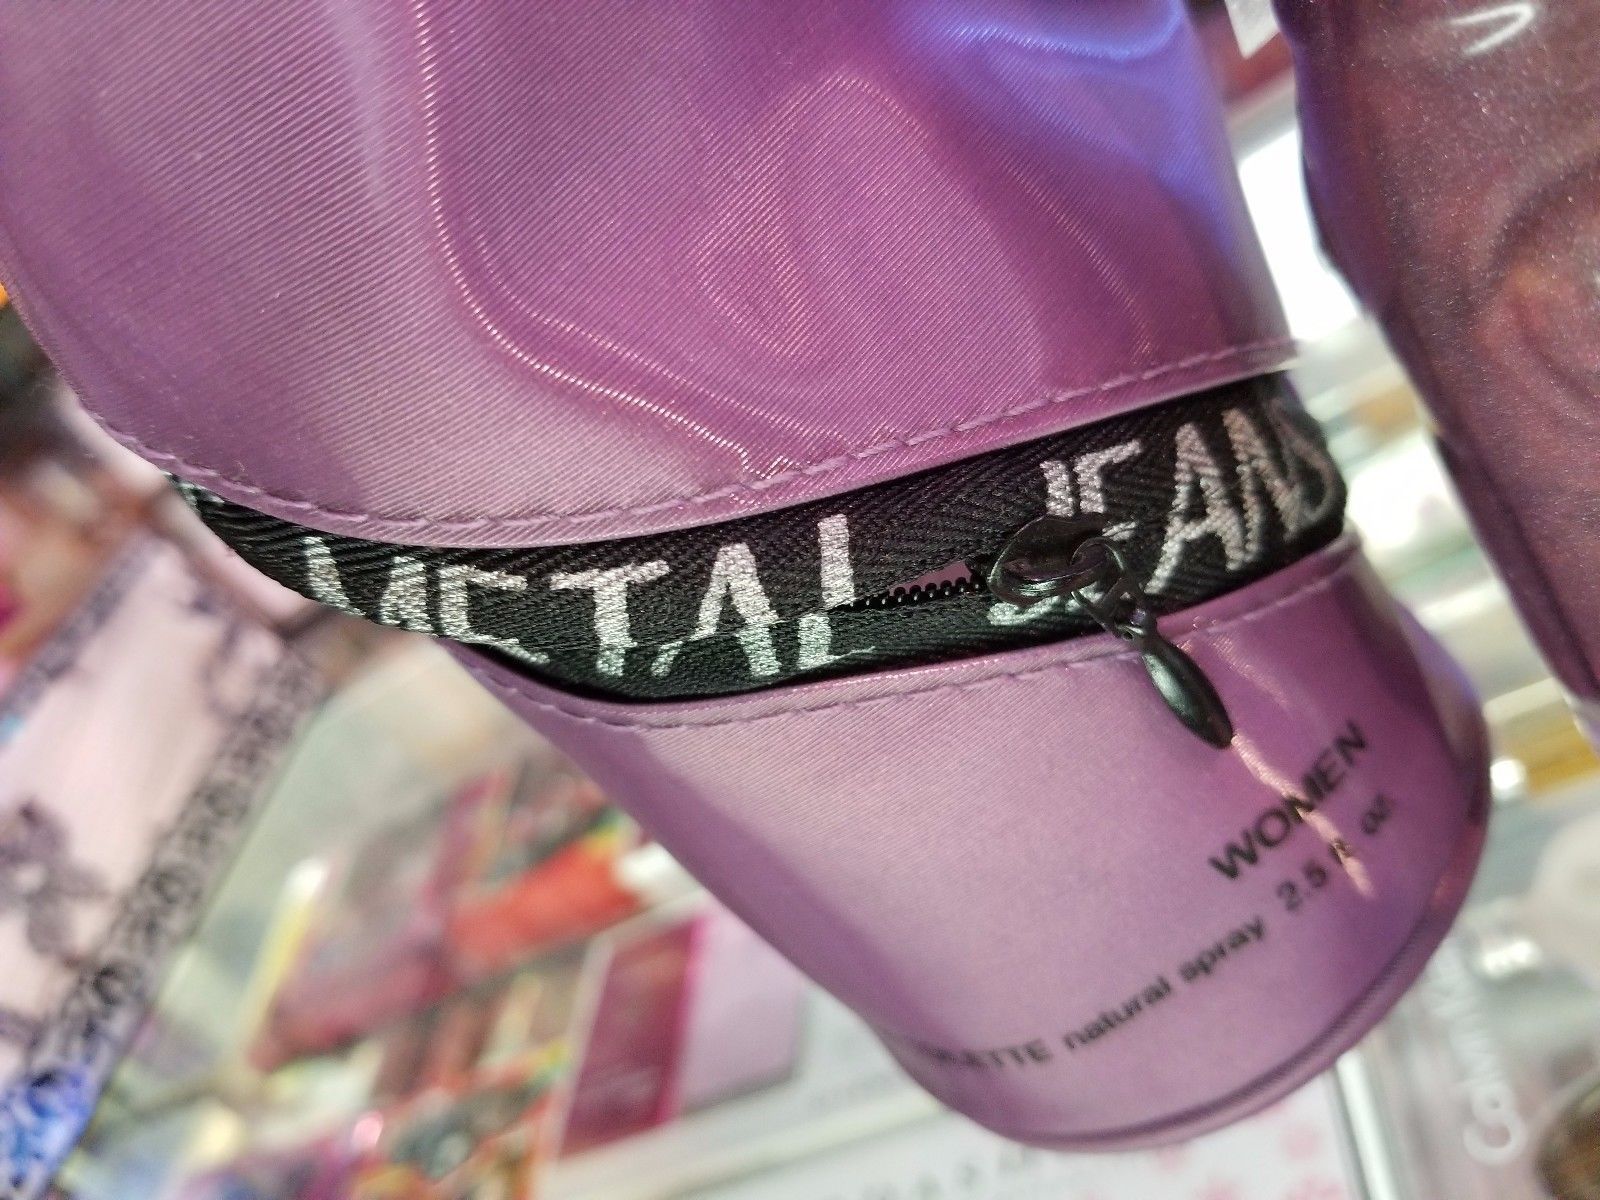 METAL JEANS
WOMEN
natural spray 2.5 fl oz.